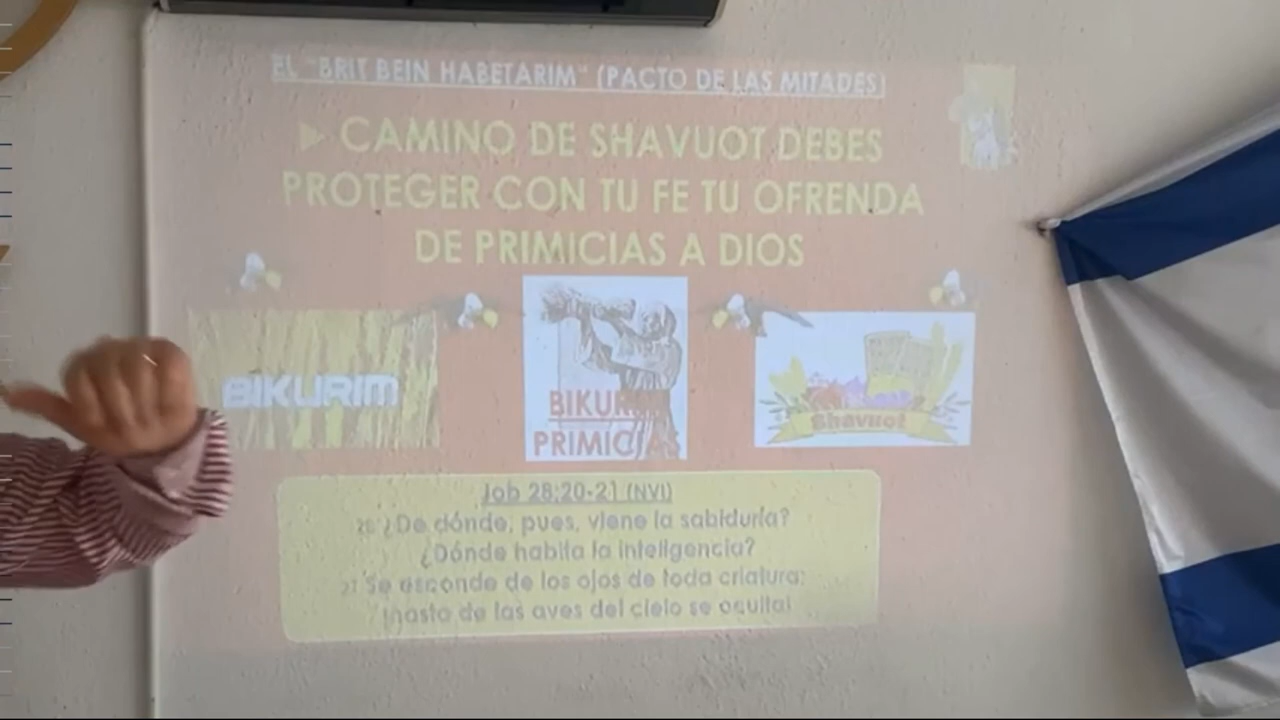 EL "BRIT BEIN HABETARIM" (PACTO DE LAS MITADES)
CAMINO DE SHAVUOT DEBES
PROTEGER CON TU FE TU OFRENDA
DE PRIMICIAS A DIOS
BIKURIM
BIKURIM
PRIMICIAS
Shavuot
Job 28:20-21 (NVI)
20 ¿De dónde, pues, viene la sabiduría?
¿Dónde habita la inteligencia?
21 Se esconde de los ojos de toda criatura;
¡hasta de las aves del cielo se oculta!